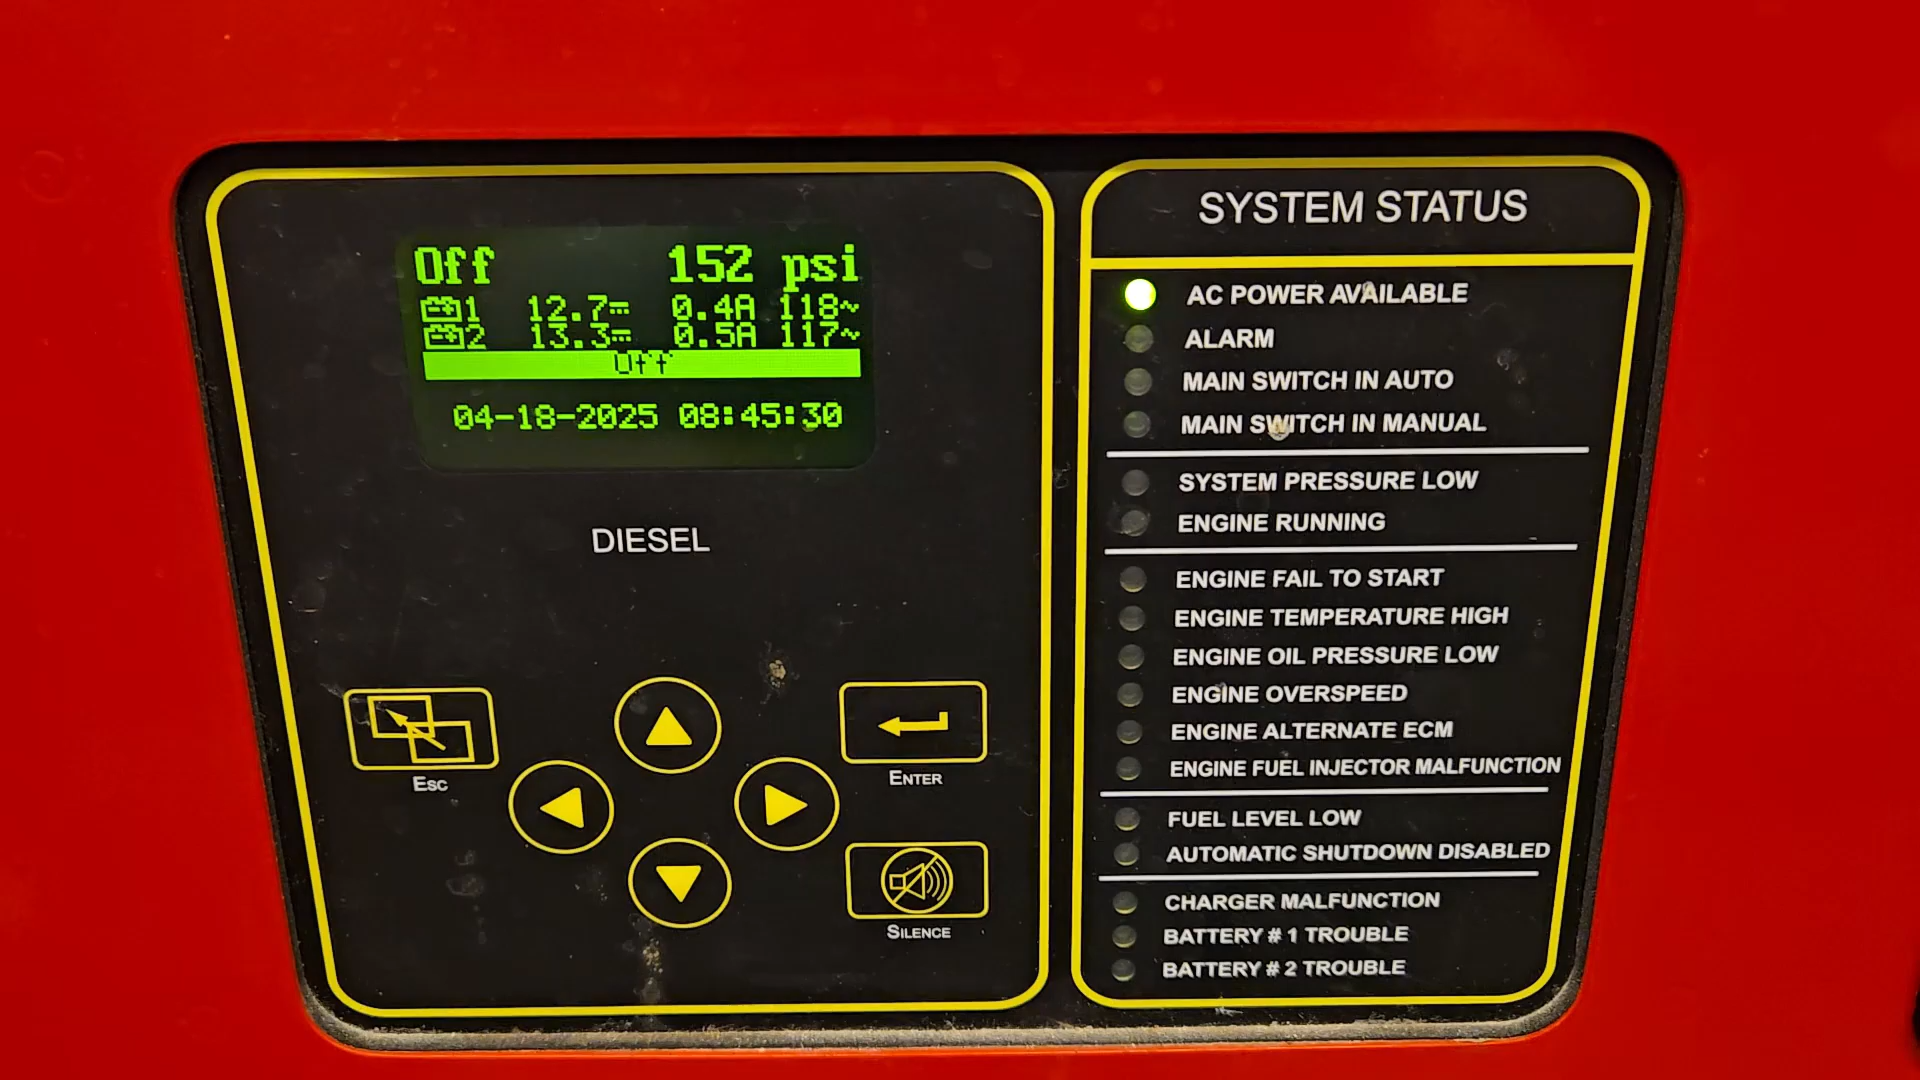 Off 152 psi
1 12.7⎓ 0.4A 118~
2 13.3⎓ 0.5A 117~
Off
04-18-2025 08:45:30
DIESEL
ESC
ENTER
SILENCE
SYSTEM STATUS
AC POWER AVAILABLE
ALARM
MAIN SWITCH IN AUTO
MAIN SWITCH IN MANUAL
SYSTEM PRESSURE LOW
ENGINE RUNNING
ENGINE FAIL TO START
ENGINE TEMPERATURE HIGH
ENGINE OIL PRESSURE LOW
ENGINE OVERSPEED
ENGINE ALTERNATE ECM
ENGINE FUEL INJECTOR MALFUNCTION
FUEL LEVEL LOW
AUTOMATIC SHUTDOWN DISABLED
CHARGER MALFUNCTION
BATTERY # 1 TROUBLE
BATTERY # 2 TROUBLE